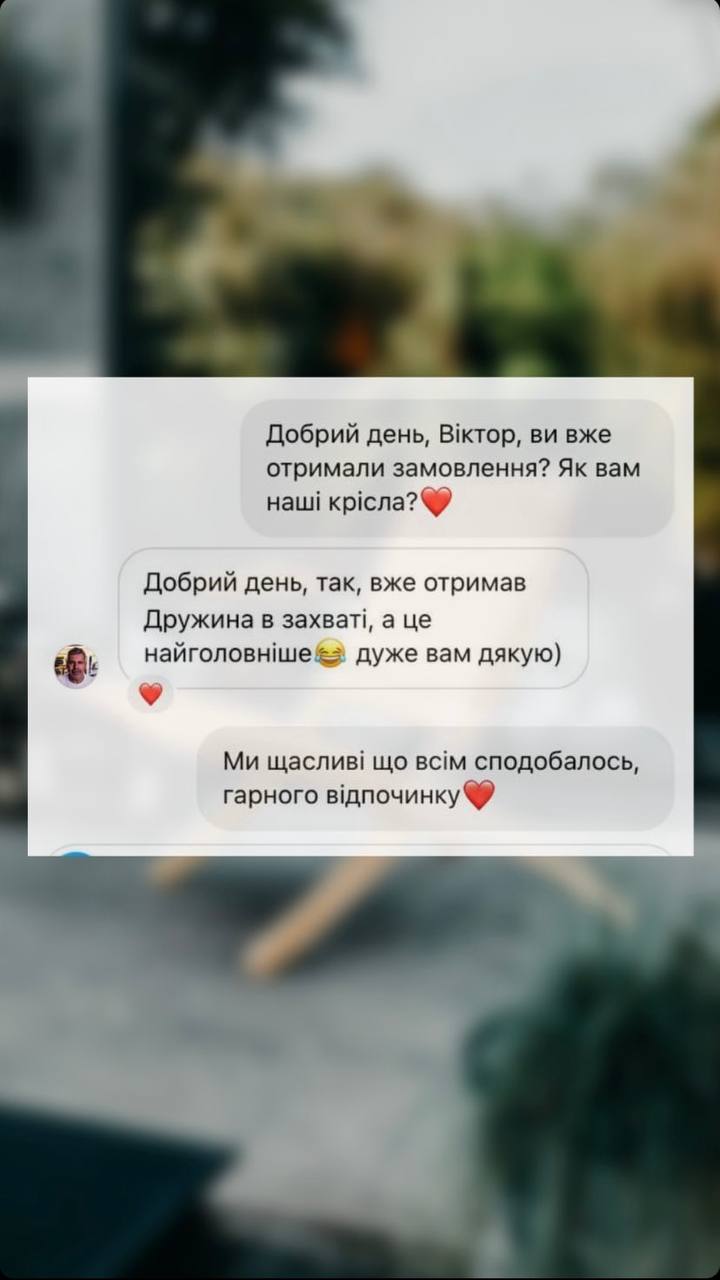 Добрий день, Віктор, ви вже
отримали замовлення? Як вам
наші крісла?❤️
Добрий день, так, вже отримав
Дружина в захваті, а це
найголовніше😂 дуже вам дякую)
❤️
Ми щасливі що всім сподобалось,
гарного відпочинку❤️